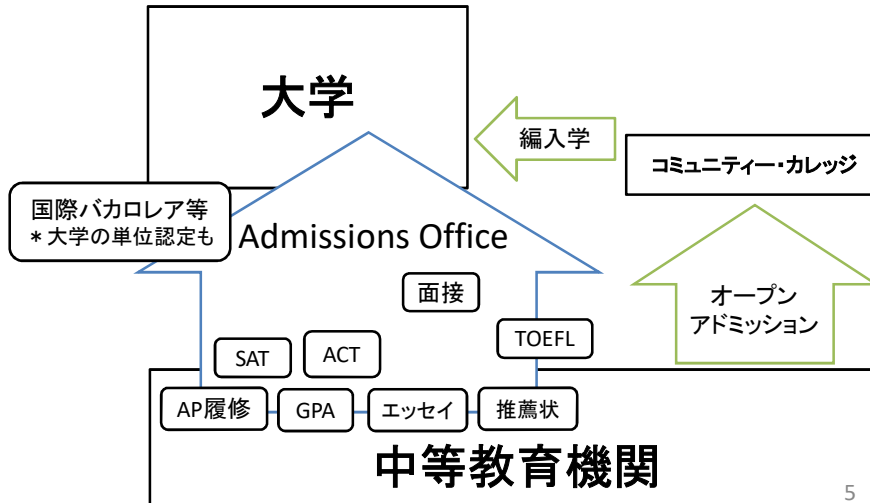 大学
編入学
コミュニティー・カレッジ
国際バカロレア等
＊大学の単位認定も
Admissions Office
面接
オープン
アドミッション
TOEFL
SAT
ACT
AP履修
GPA
エッセイ
推薦状
中等教育機関
5